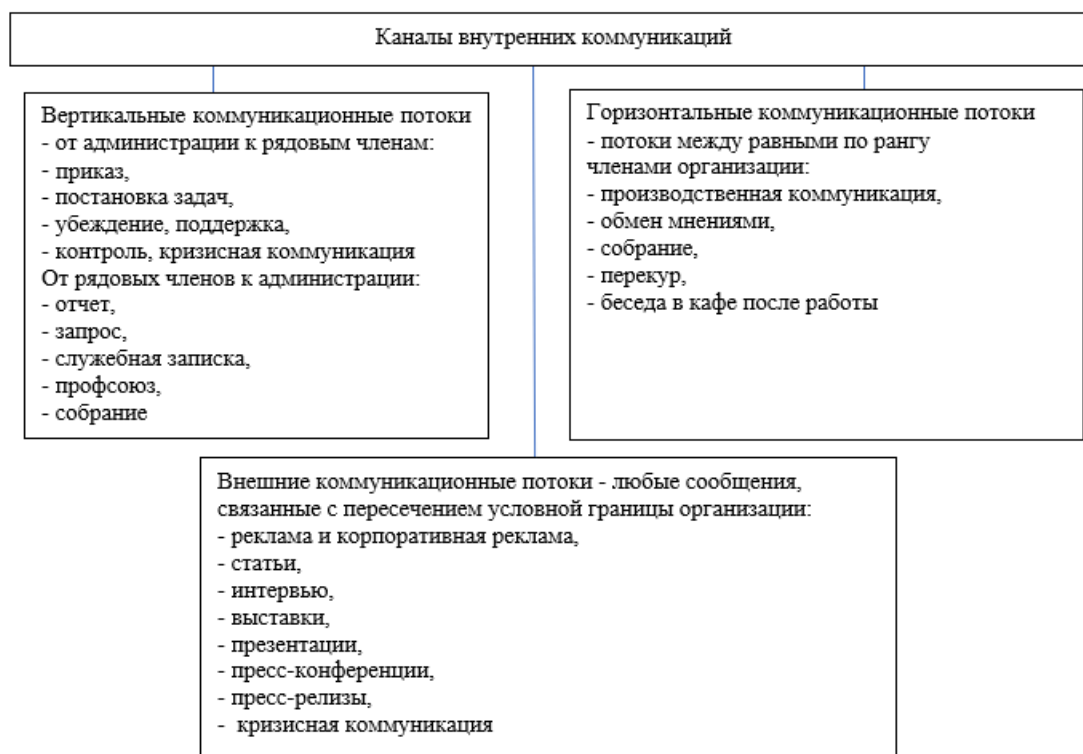 Каналы внутренних коммуникаций
Вертикальные коммуникационные потоки
- от администрации к рядовым членам:
- приказ,
- постановка задач,
- убеждение, поддержка,
- контроль, кризисная коммуникация
От рядовых членов к администрации:
- отчет,
- запрос,
- служебная записка,
- профсоюз,
- собрание
Горизонтальные коммуникационные потоки
- потоки между равными по рангу
членами организации:
- производственная коммуникация,
- обмен мнениями,
- собрание,
- перекур,
- беседа в кафе после работы
Внешние коммуникационные потоки - любые сообщения,
связанные с пересечением условной границы организации:
- реклама и корпоративная реклама,
- статьи,
- интервью,
- выставки,
- презентации,
- пресс-конференции,
- пресс-релизы,
- кризисная коммуникация